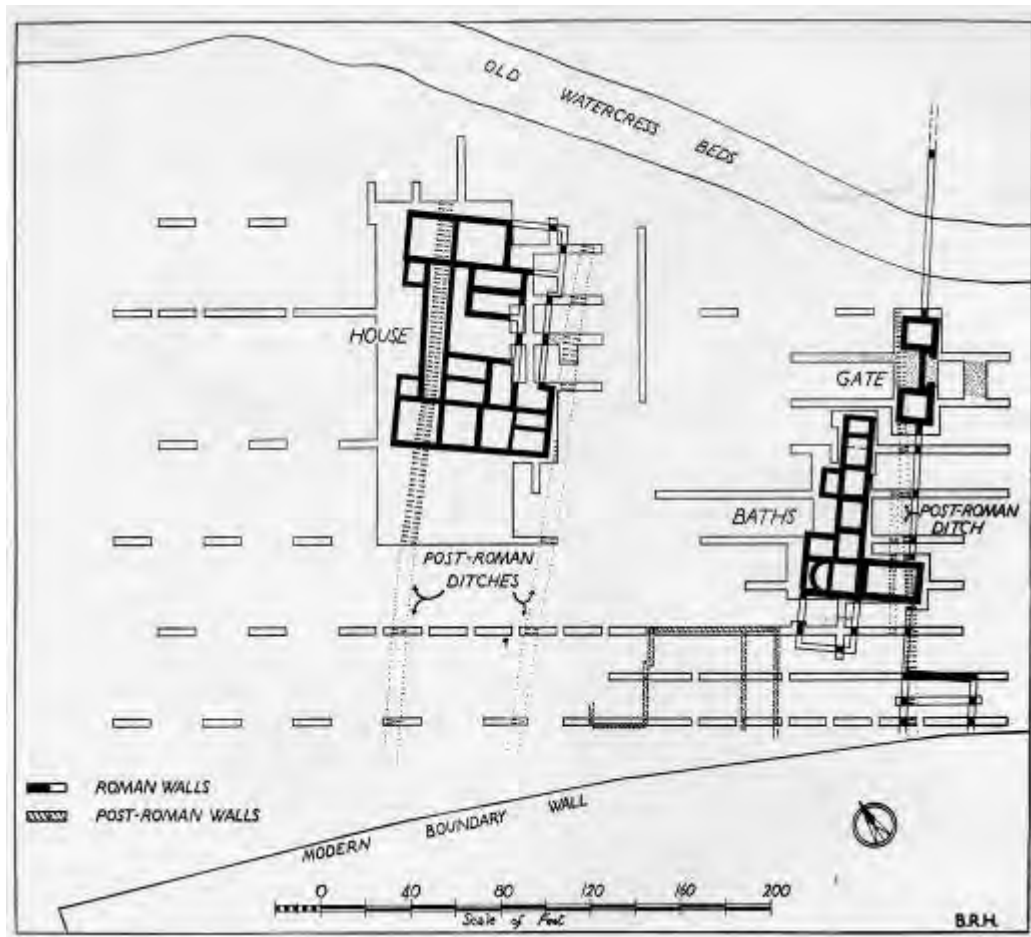 OLD WATERCRESS BEDS
HOUSE
GATE
BATHS
POST-ROMAN
DITCH
POST-ROMAN
DITCHES
ROMAN WALLS
POST-ROMAN WALLS
MODERN BOUNDARY WALL
0 40 80 120 160 200
Scale of Feet
B.R.H.